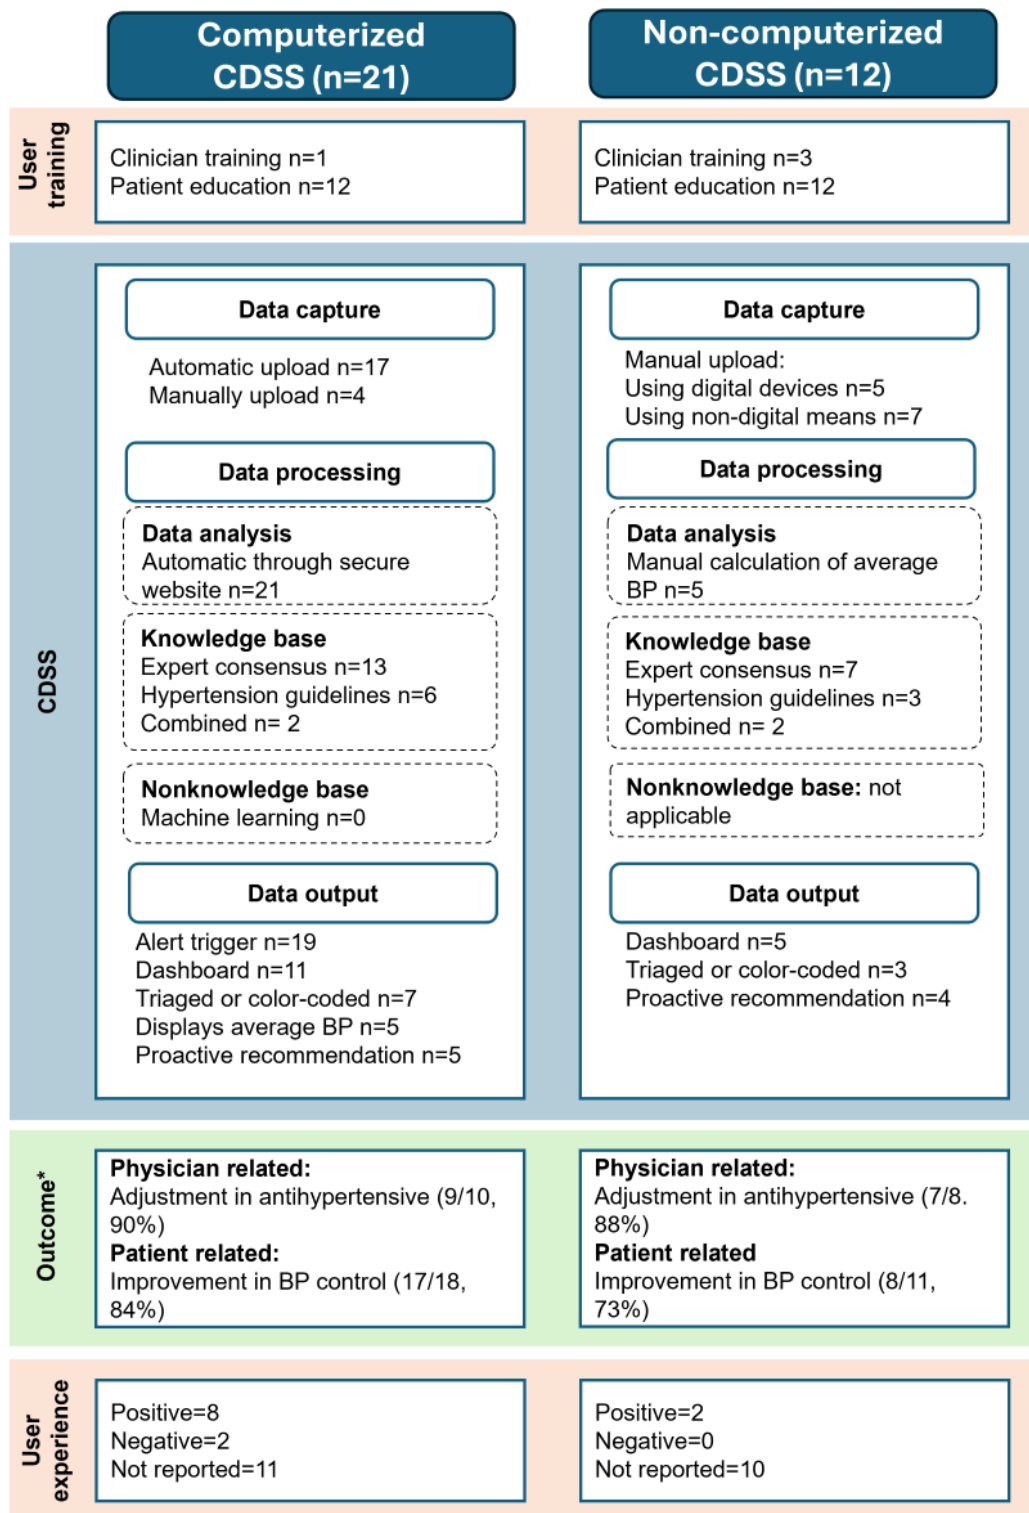 Computerized
CDSS (n=21)
Non-computerized
CDSS (n=12)
User
training
Clinician training n=1
Patient education n=12
Clinician training n=3
Patient education n=12
CDSS
Data capture
Automatic upload n=17
Manually upload n=4
Data processing
Data analysis
Automatic through secure
website n=21
Knowledge base
Expert consensus n=13
Hypertension guidelines n=6
Combined n= 2
Nonknowledge base
Machine learning n=0
Data output
Alert trigger n=19
Dashboard n=11
Triaged or color-coded n=7
Displays average BP n=5
Proactive recommendation n=5
Data capture
Manual upload:
Using digital devices n=5
Using non-digital means n=7
Data processing
Data analysis
Manual calculation of average
BP n=5
Knowledge base
Expert consensus n=7
Hypertension guidelines n=3
Combined n= 2
Nonknowledge base: not
applicable
Data output
Dashboard n=5
Triaged or color-coded n=3
Proactive recommendation n=4
Outcome*
Physician related:
Adjustment in antihypertensive (9/10,
90%)
Patient related:
Improvement in BP control (17/18,
84%)
Physician related:
Adjustment in antihypertensive (7/8.
88%)
Patient related
Improvement in BP control (8/11,
73%)
User
experience
Positive=8
Negative=2
Not reported=11
Positive=2
Negative=0
Not reported=10